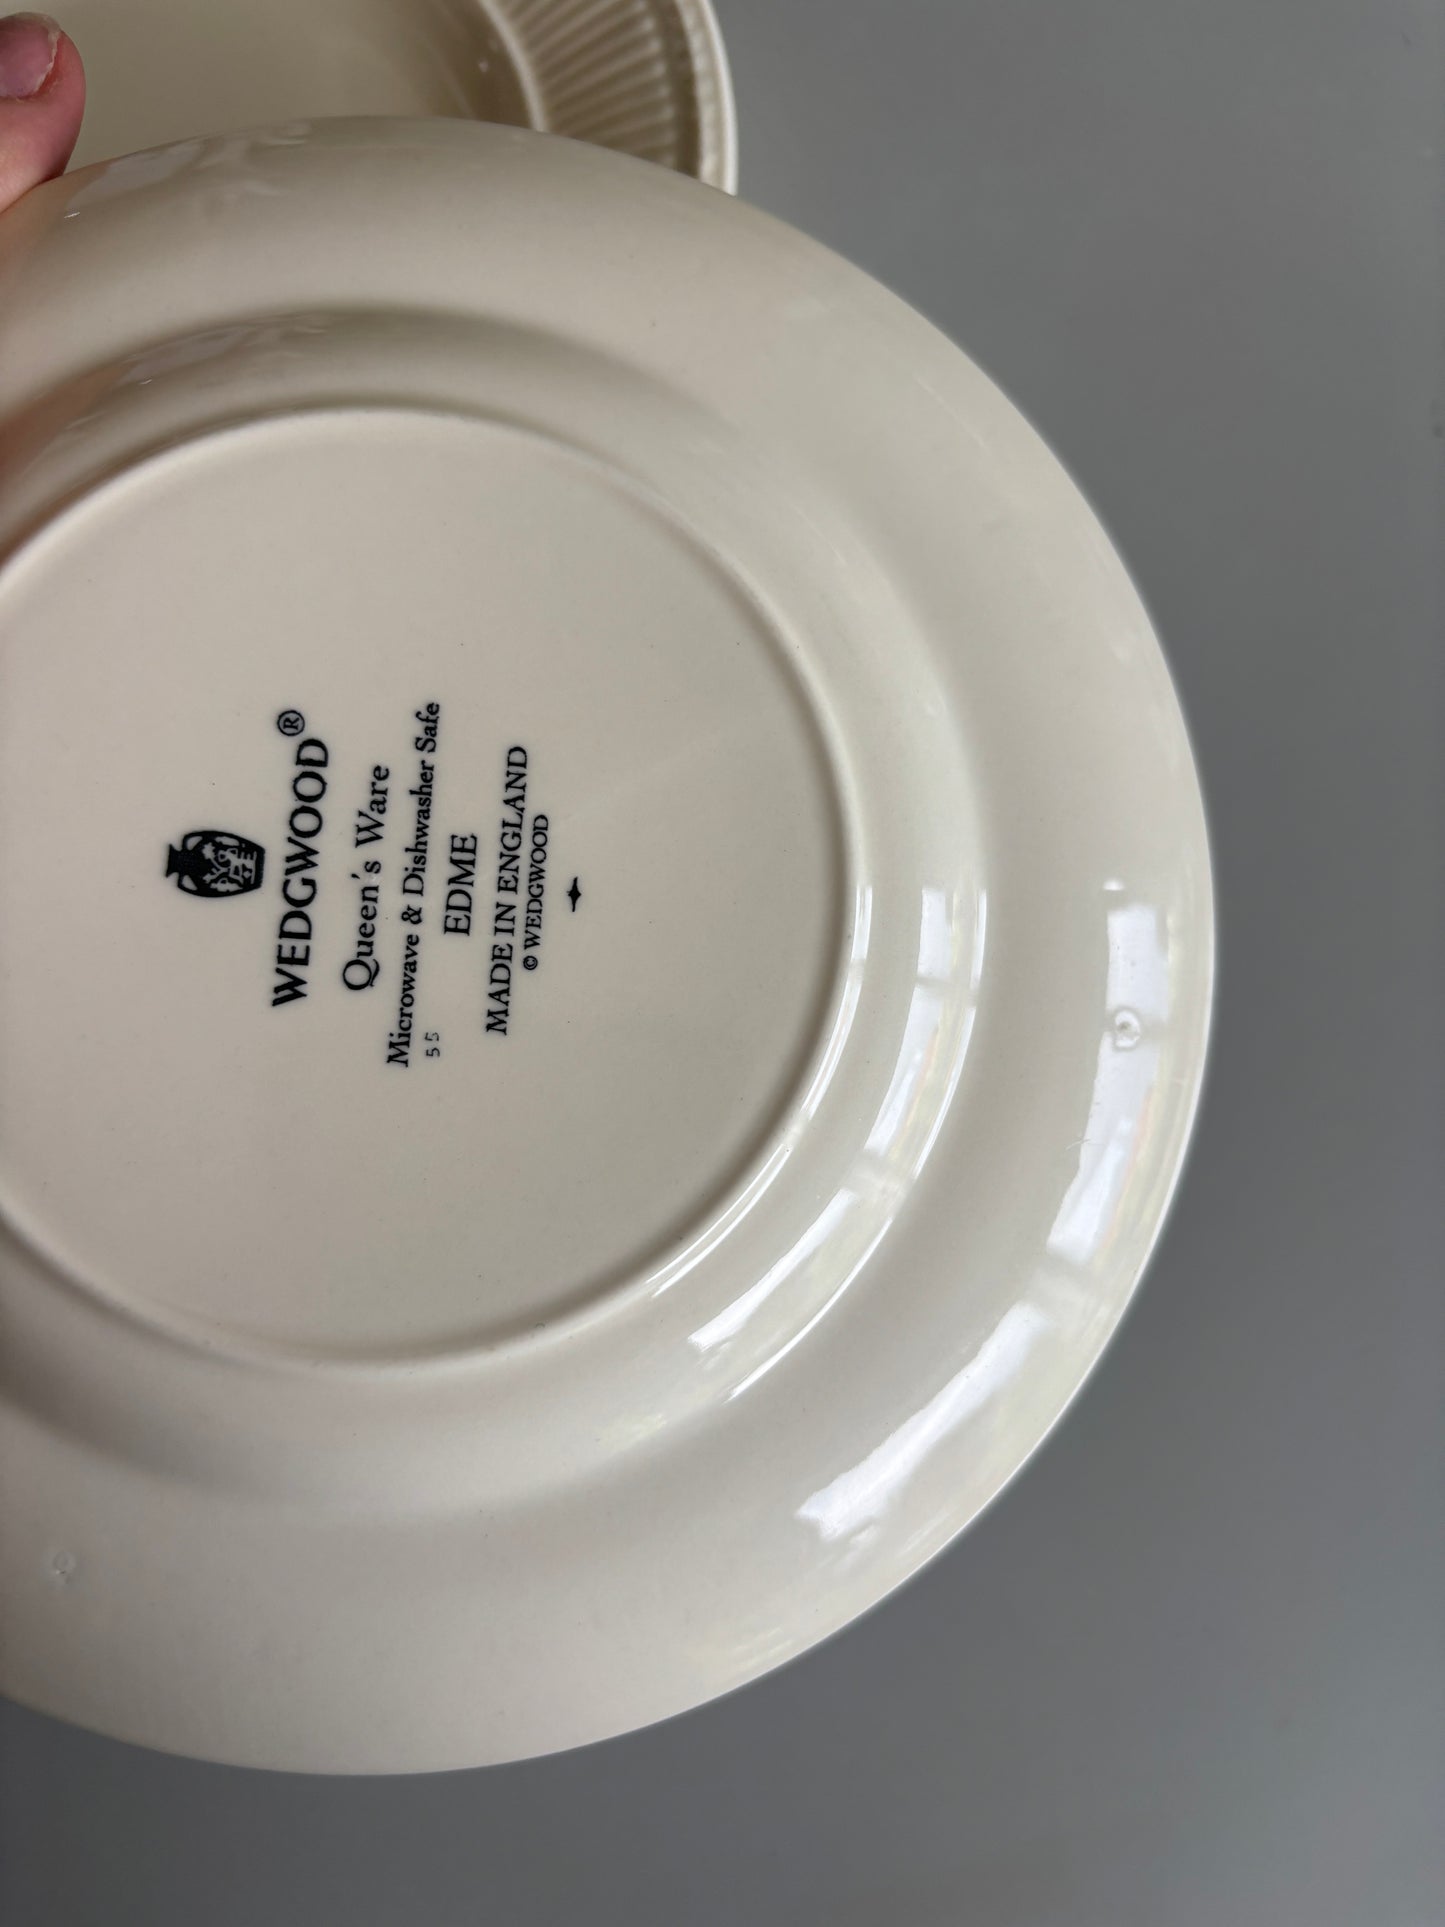 WEDGWOOD®
Queen's Ware
Microwave & Dishwasher Safe
55
EDME
MADE IN ENGLAND
© WEDGWOOD